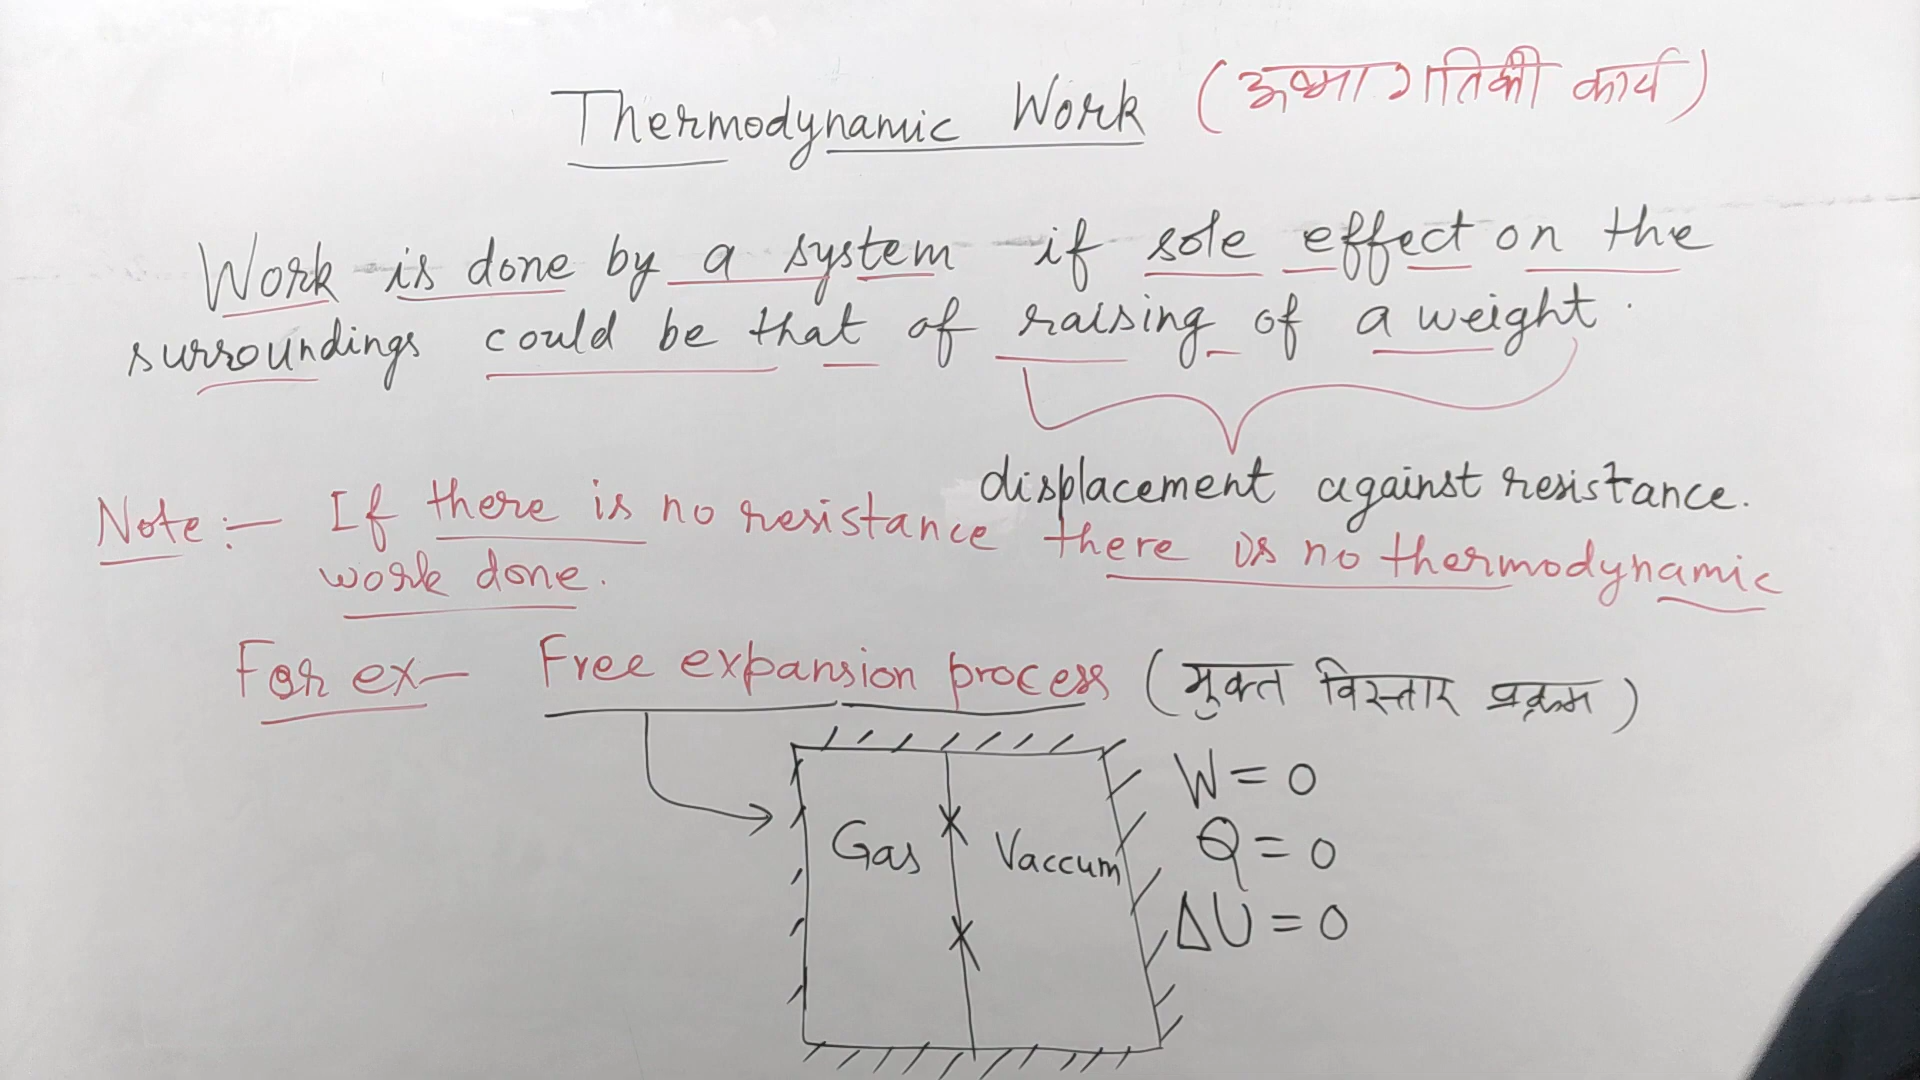 Thermodynamic Work (ऊष्मा गतिकी कार्य)
Work is done by a system if sole effect on the
surroundings could be that of raising of a weight.
displacement against resistance.
Note:- If there is no resistance there is no thermodynamic
work done.
For ex- Free expansion process (मुक्त विस्तार प्रक्रम)
Gas
Vaccum
W = 0
Q = 0
ΔU = 0